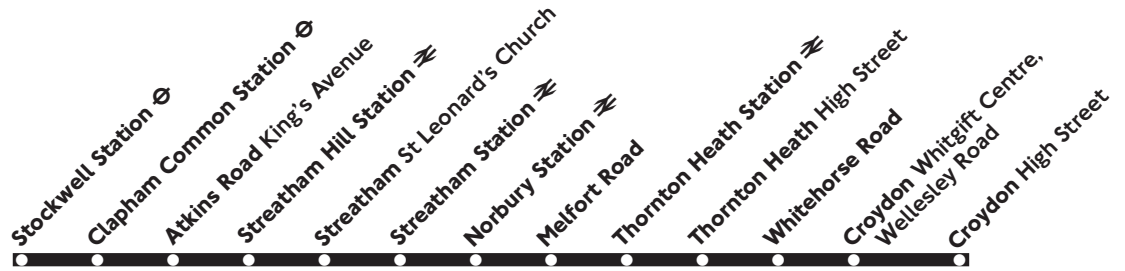 Stockwell Station
Clapham Common Station
Atkins Road King's Avenue
Streatham Hill Station
Streatham St Leonard's Church
Streatham Station
Norbury Station
Melfort Road
Thornton Heath Station
Thornton Heath High Street
Whitehorse Road
Croydon Whitgift Centre,
Wellesley Road
Croydon High Street